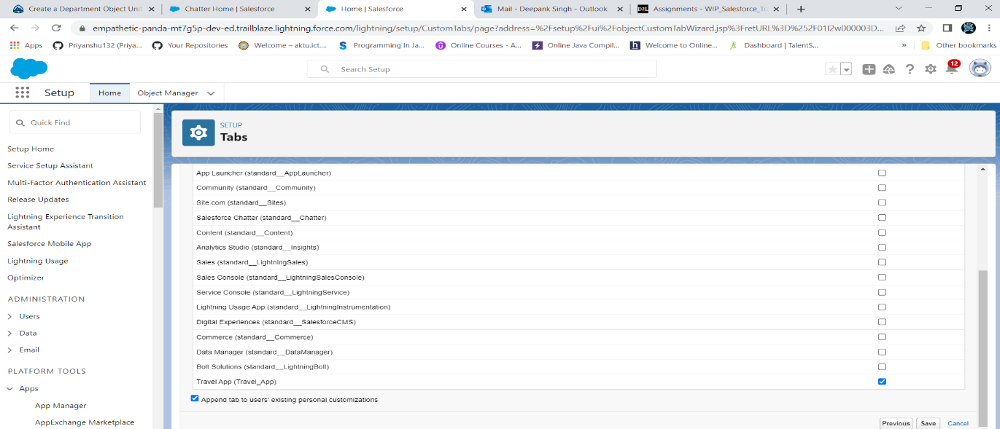 Create a Department Object Unit
Chatter Home | Salesforce
Home | Salesforce
Mail - Deepank Singh - Outlook
D2L Assignments - WIP_Salesforce_Tr
empathetic-panda-mt7g5p-dev-ed.trailblaze.lightning.force.com/lightning/setup/CustomTabs/page?address=%2Fsetup%2Fui%2FobjectCustomTabWizard.jsp%3FretURL%3D%252F01I2w000003D...
Apps
Priyanshu132 (Priya...
Your Repositories
Welcome – aktu.ict....
Programming In Ja...
Online Courses - A...
Online Java Compil...
Welcome to Online...
Dashboard | TalentS...
»
Other bookmarks
Search Setup
12
Setup
Home
Object Manager
Quick Find
Setup Home
Service Setup Assistant
Multi-Factor Authentication Assistant
Release Updates
Lightning Experience Transition
Assistant
Salesforce Mobile App
Lightning Usage
Optimizer
ADMINISTRATION
Users
Data
Email
PLATFORM TOOLS
Apps
App Manager
AppExchange Marketplace
SETUP
Tabs
App Launcher (standard__AppLauncher)
Community (standard__Community)
Site.com (standard__Sites)
Salesforce Chatter (standard__Chatter)
Content (standard__Content)
Analytics Studio (standard__Insights)
Sales (standard__LightningSales)
Sales Console (standard__LightningSalesConsole)
Service Console (standard__LightningService)
Lightning Usage App (standard__LightningInstrumentation)
Digital Experiences (standard__SalesforceCMS)
Commerce (standard__Commerce)
Data Manager (standard__DataManager)
Bolt Solutions (standard__LightningBolt)
Travel App (Travel_App)
Append tab to users' existing personal customizations
Previous Save Cancel